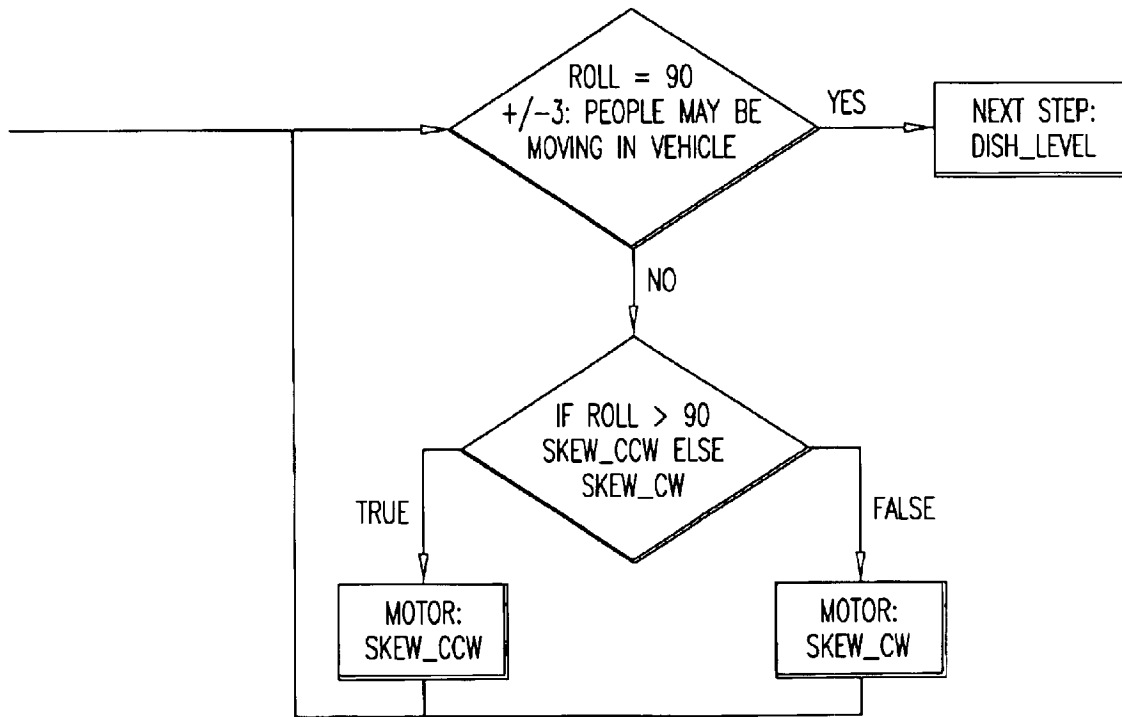 ROLL = 90
+/-3: PEOPLE MAY BE
MOVING IN VEHICLE
YES
NEXT STEP:
DISH_LEVEL
NO
IF ROLL > 90
SKEW_CCW ELSE
SKEW_CW
TRUE
FALSE
MOTOR:
SKEW_CCW
MOTOR:
SKEW_CW